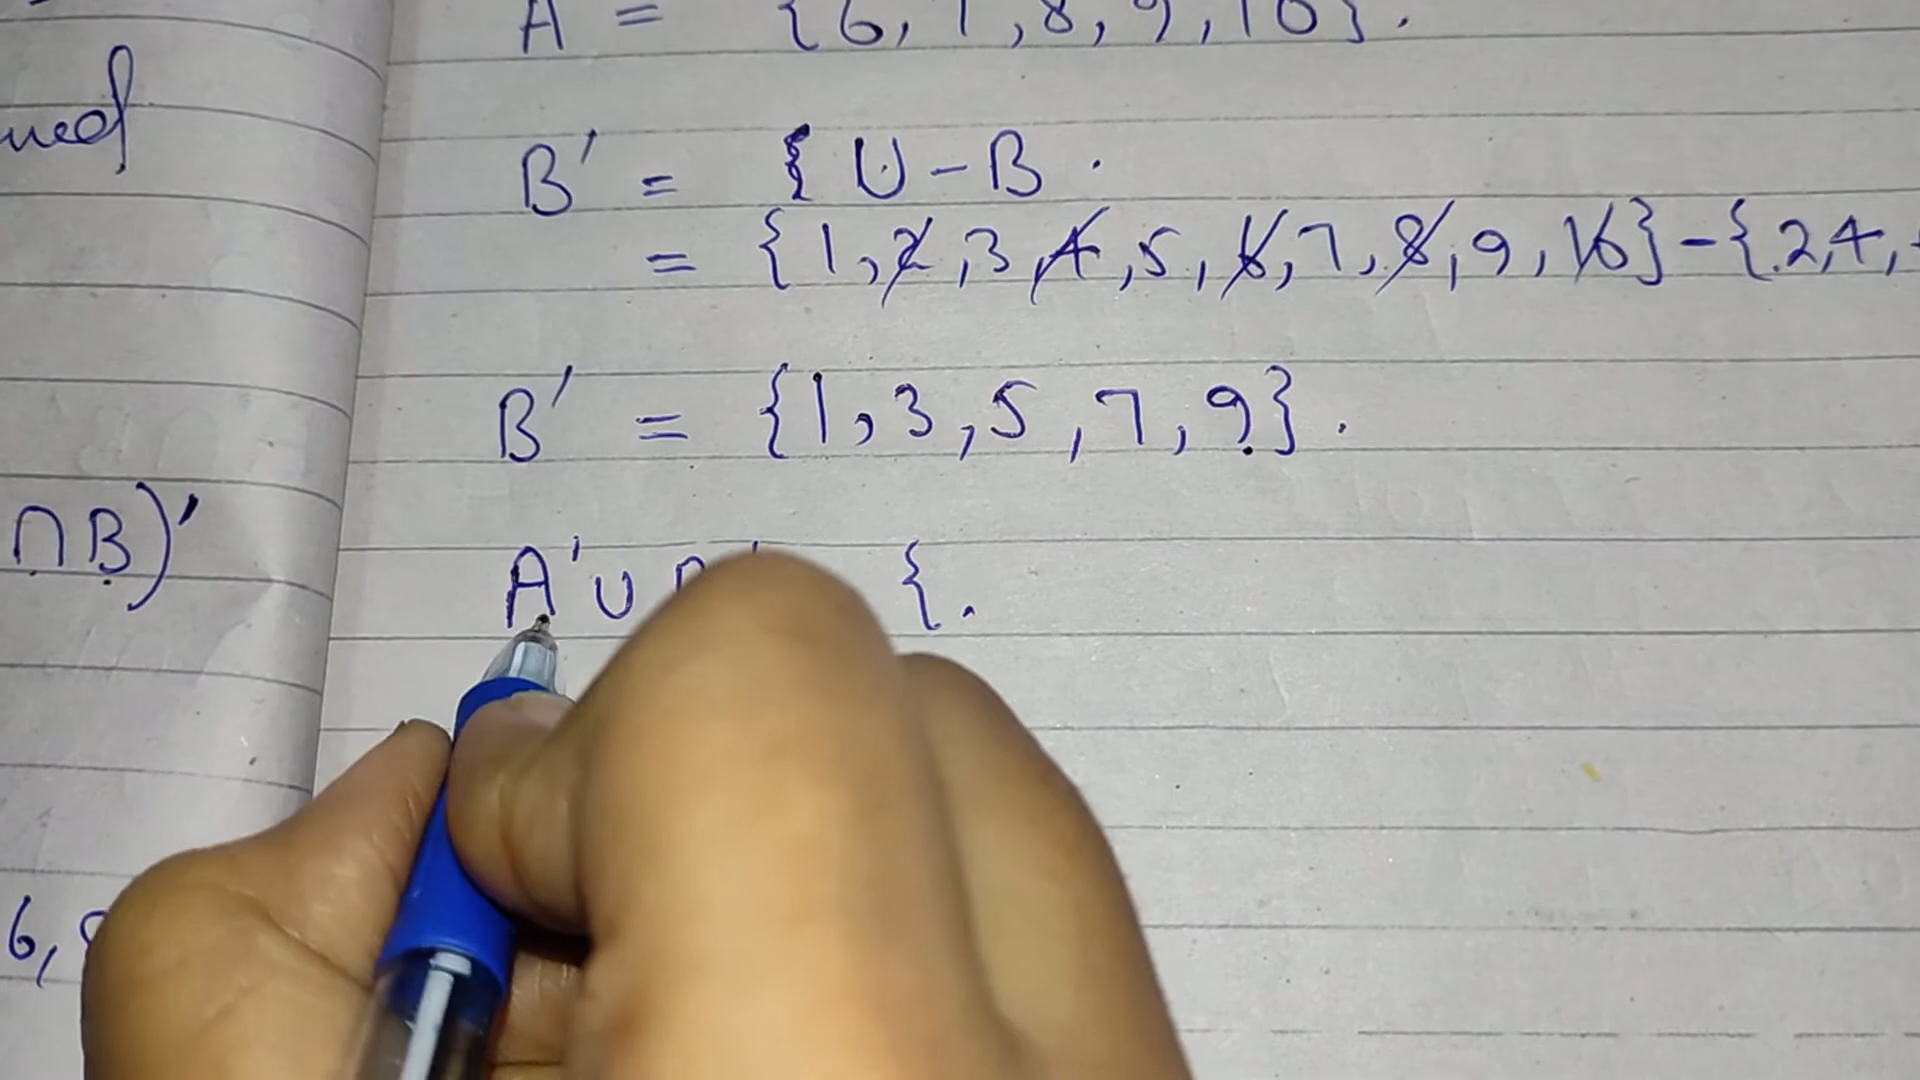 A = {6, 7, 8, 9, 10}.
B' = { U - B .
= {1, 2, 3, 4, 5, 6, 7, 8, 9, 10} - {2, 4,
B' = {1, 3, 5, 7, 9}.
∩ B)'
A' ∪ {.
6,